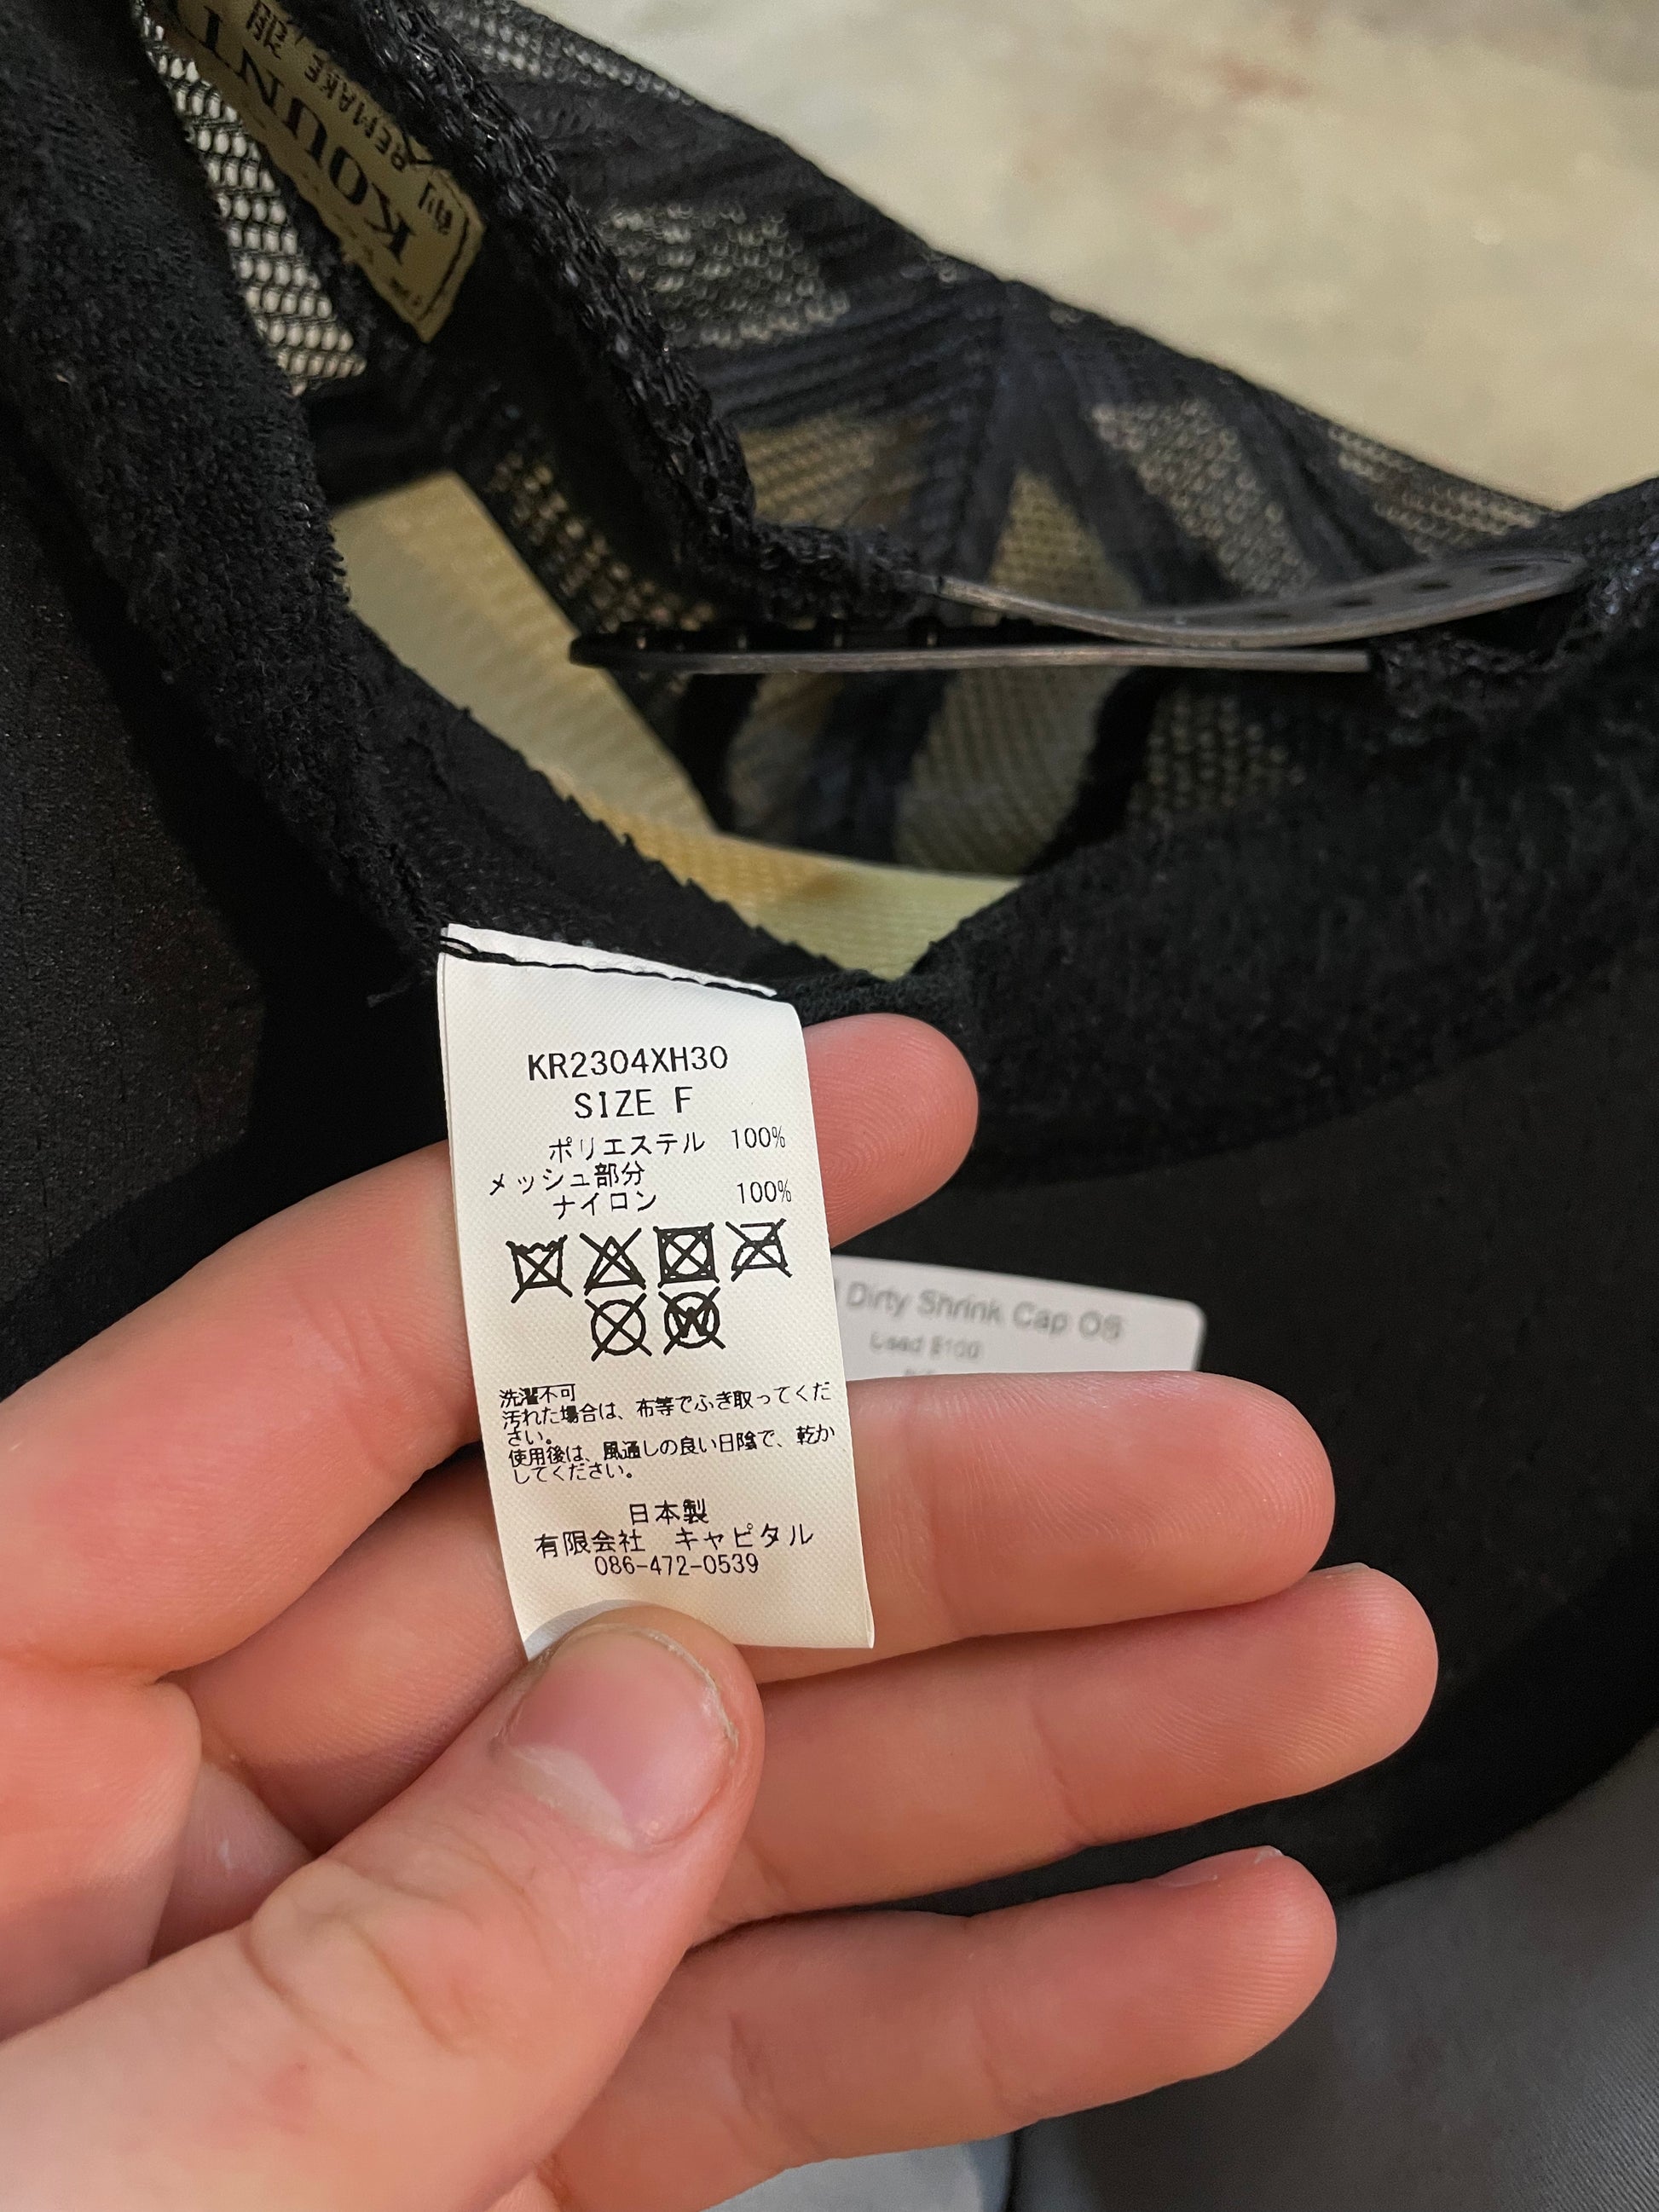 KOUNT
REMAKE
KR2304XH30
SIZE F
ポリエステル 100%
メッシュ部分
ナイロン 100%
洗濯不可
汚れた場合は、布等でふき取ってくだ
さい。
使用後は、風通しの良い日陰で、乾か
してください。
日本製
有限会社 キャピタル
086-472-0539
Dirty Shrink Cap OS
Used $100